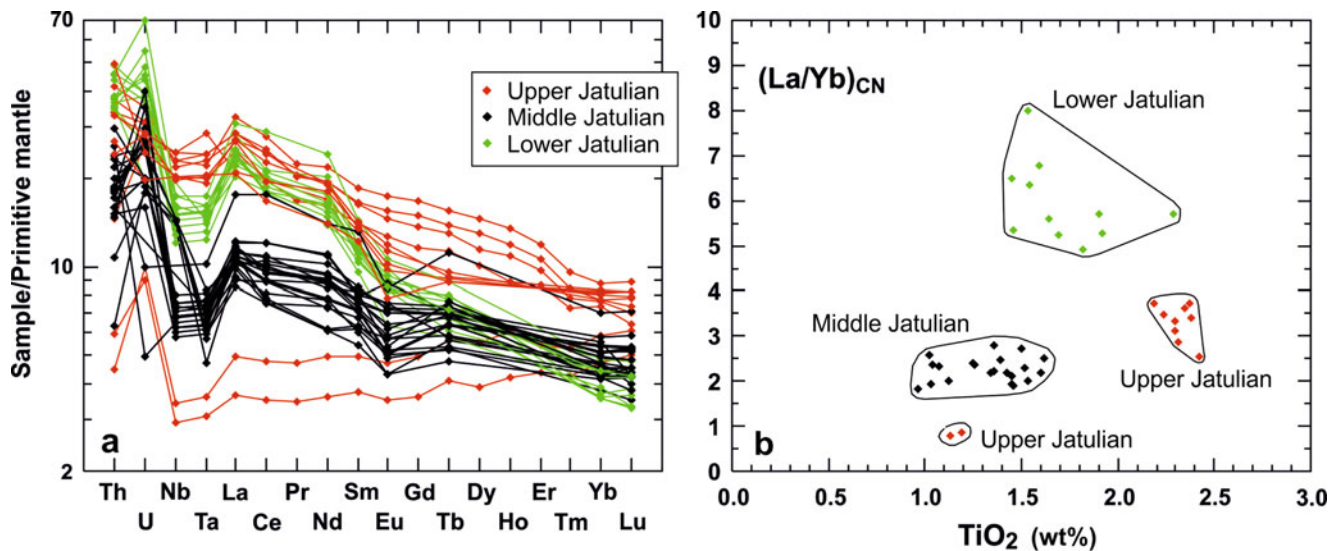 70
10
2
Sample/Primitive mantle
Upper Jatulian
Middle Jatulian
Lower Jatulian
a
Th Nb La Pr Sm Gd Dy Er Yb
U Ta Ce Nd Eu Tb Ho Tm Lu
10
9
8
7
6
5
4
3
2
1
0
(La/Yb)CN
Lower Jatulian
Middle Jatulian
Upper Jatulian
Upper Jatulian
b
0.0 0.5 1.0 1.5 2.0 2.5 3.0
TiO2 (wt%)